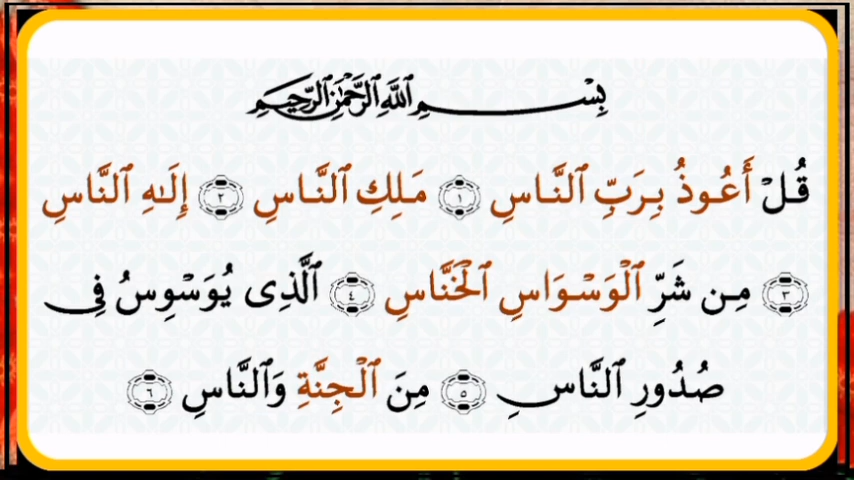 بِسْمِ ٱللَّهِ ٱلرَّحْمَٰنِ ٱلرَّحِيمِ
قُلْ أَعُوذُ بِرَبِّ ٱلنَّاسِ ١ مَلِكِ ٱلنَّاسِ ٢ إِلَٰهِ ٱلنَّاسِ
٣ مِن شَرِّ ٱلْوَسْوَاسِ ٱلْخَنَّاسِ ٤ ٱلَّذِى يُوَسْوِسُ فِى
صُدُورِ ٱلنَّاسِ ٥ مِنَ ٱلْجِنَّةِ وَٱلنَّاسِ ٦